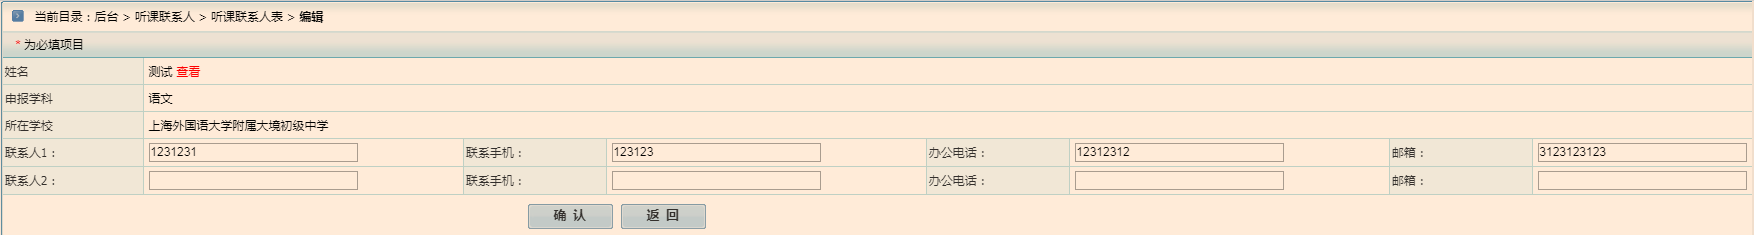 当前目录：后台 > 听课联系人 > 听课联系人表 > 编辑
* 为必填项目
姓名 测试 查看
申报学科 语文
所在学校 上海外国语大学附属大境初级中学
联系人1： 1231231 联系手机： 123123 办公电话： 12312312 邮箱： 3123123123
联系人2： 联系手机： 办公电话： 邮箱：
确 认 返 回